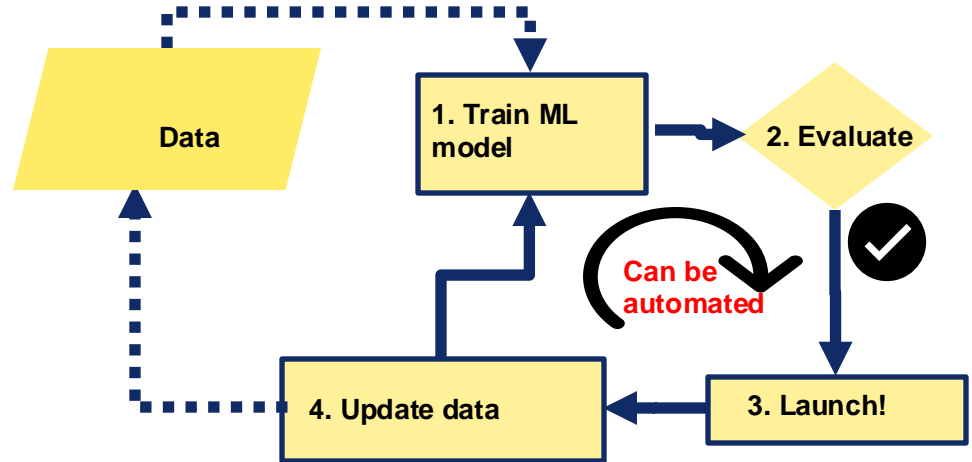 Data
1. Train ML
model
2. Evaluate
Can be
automated
3. Launch!
4. Update data